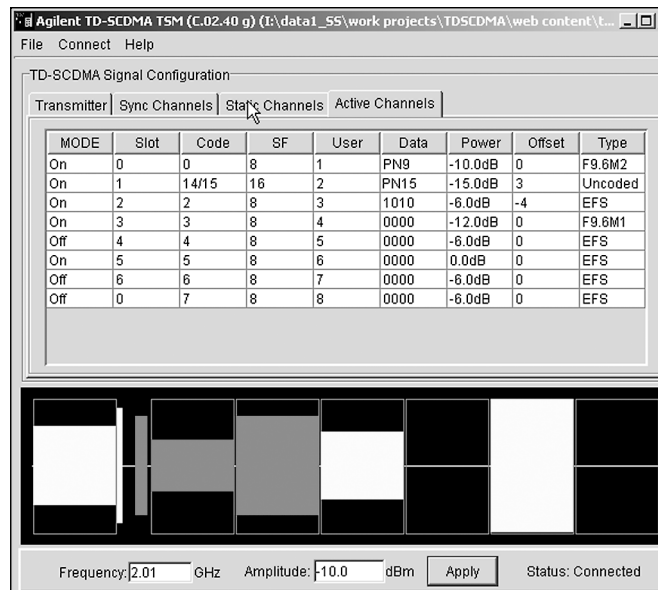 Agilent TD-SCDMA TSM (C.02.40 g) (I:\data1_SS\work projects\TDSCDMA\web content\t...
File Connect Help
TD-SCDMA Signal Configuration
Transmitter Sync Channels Static Channels Active Channels
MODE Slot Code SF User Data Power Offset Type
On 0 0 8 1 PN9 -10.0dB 0 F9.6M2
On 1 14/15 16 2 PN15 -15.0dB 3 Uncoded
On 2 2 8 3 1010 -6.0dB -4 EFS
On 3 3 8 4 0000 -12.0dB 0 F9.6M1
Off 4 4 8 5 0000 -6.0dB 0 EFS
On 5 5 8 6 0000 0.0dB 0 EFS
Off 6 6 8 7 0000 -6.0dB 0 EFS
Off 0 7 8 8 0000 -6.0dB 0 EFS
Frequency: 2.01 GHz Amplitude: -10.0 dBm Apply Status: Connected